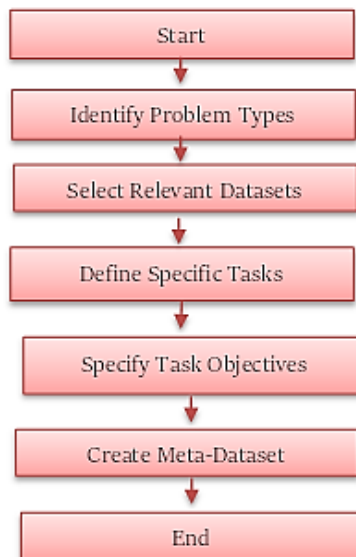 Start
Identify Problem Types
Select Relevant Datasets
Define Specific Tasks
Specify Task Objectives
Create Meta-Dataset
End